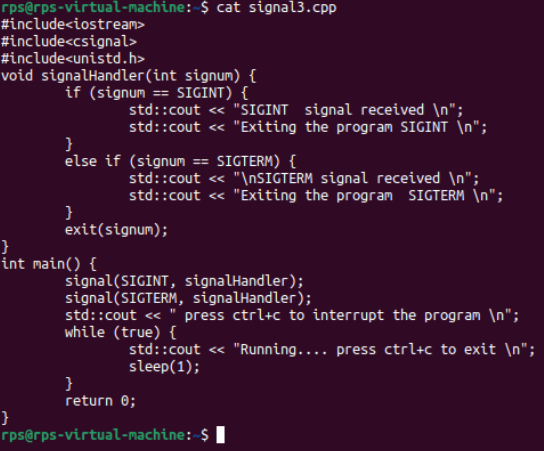 rps@rps-virtual-machine:~$ cat signal3.cpp
#include<iostream>
#include<csignal>
#include<unistd.h>
void signalHandler(int signum) {
        if (signum == SIGINT) {
                std::cout << "SIGINT  signal received \n";
                std::cout << "Exiting the program SIGINT \n";
        }
        else if (signum == SIGTERM) {
                std::cout << "\nSIGTERM signal received \n";
                std::cout << "Exiting the program  SIGTERM \n";
        }
        exit(signum);
}
int main() {
        signal(SIGINT, signalHandler);
        signal(SIGTERM, signalHandler);
        std::cout << " press ctrl+c to interrupt the program \n";
        while (true) {
                std::cout << "Running.... press ctrl+c to exit \n";
                sleep(1);
        }
        return 0;
}
rps@rps-virtual-machine:~$